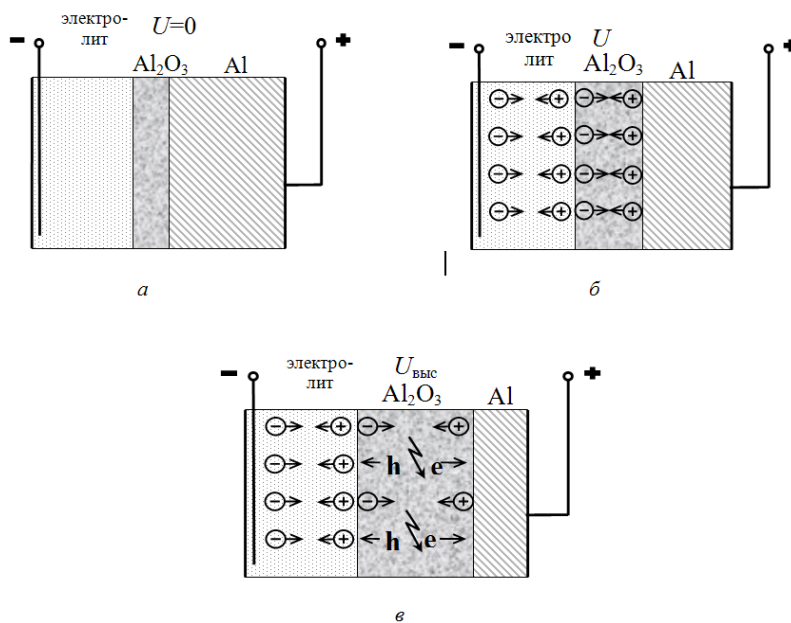 электро-
лит
U=0
Al₂O₃
Al
а
электро
лит
U
Al₂O₃
Al
б
электро-
лит
Uвыс
Al₂O₃
Al
h e
h e
в